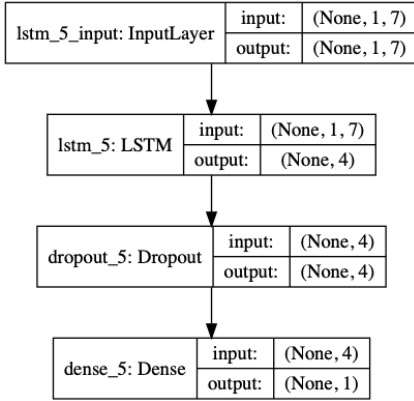 lstm_5_input: InputLayer
input: (None, 1, 7)
output: (None, 1, 7)
lstm_5: LSTM
input: (None, 1, 7)
output: (None, 4)
dropout_5: Dropout
input: (None, 4)
output: (None, 4)
dense_5: Dense
input: (None, 4)
output: (None, 1)